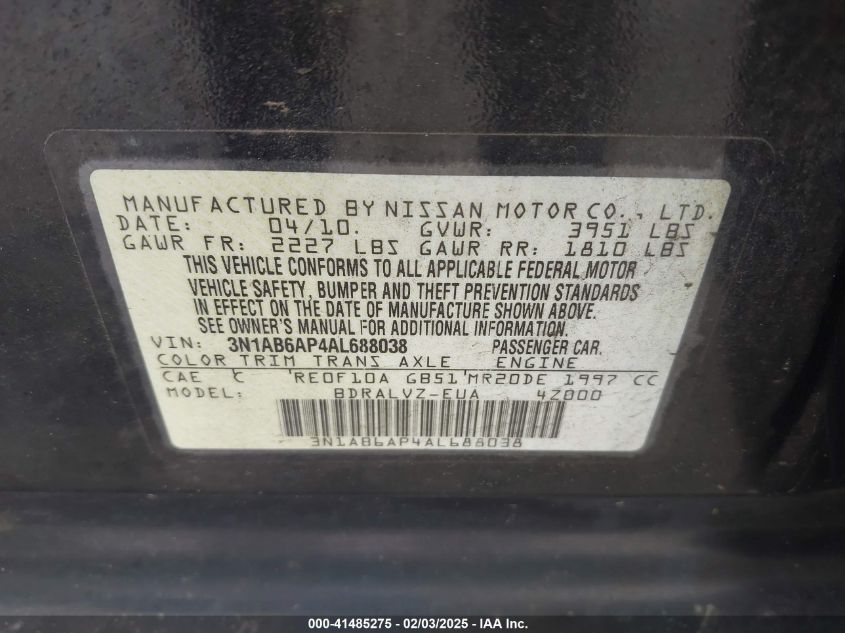 MANUFACTURED BY NISSAN MOTOR CO., LTD.
DATE: 04/10. GVWR: 3951 LBS
GAWR FR: 2227 LBS GAWR RR: 1810 LBS
THIS VEHICLE CONFORMS TO ALL APPLICABLE FEDERAL MOTOR
VEHICLE SAFETY, BUMPER AND THEFT PREVENTION STANDARDS
IN EFFECT ON THE DATE OF MANUFACTURE SHOWN ABOVE.
SEE OWNER'S MANUAL FOR ADDITIONAL INFORMATION.
VIN: 3N1AB6AP4AL688038 PASSENGER CAR.
COLOR TRIM TRANS AXLE ENGINE
CAE C RE0F10A GB51 MR20DE 1997 CC
MODEL: BDRALVZ-EUA 4Z000
3N1AB6AP4AL688038
000-41485275 - 02/03/2025 - IAA Inc.